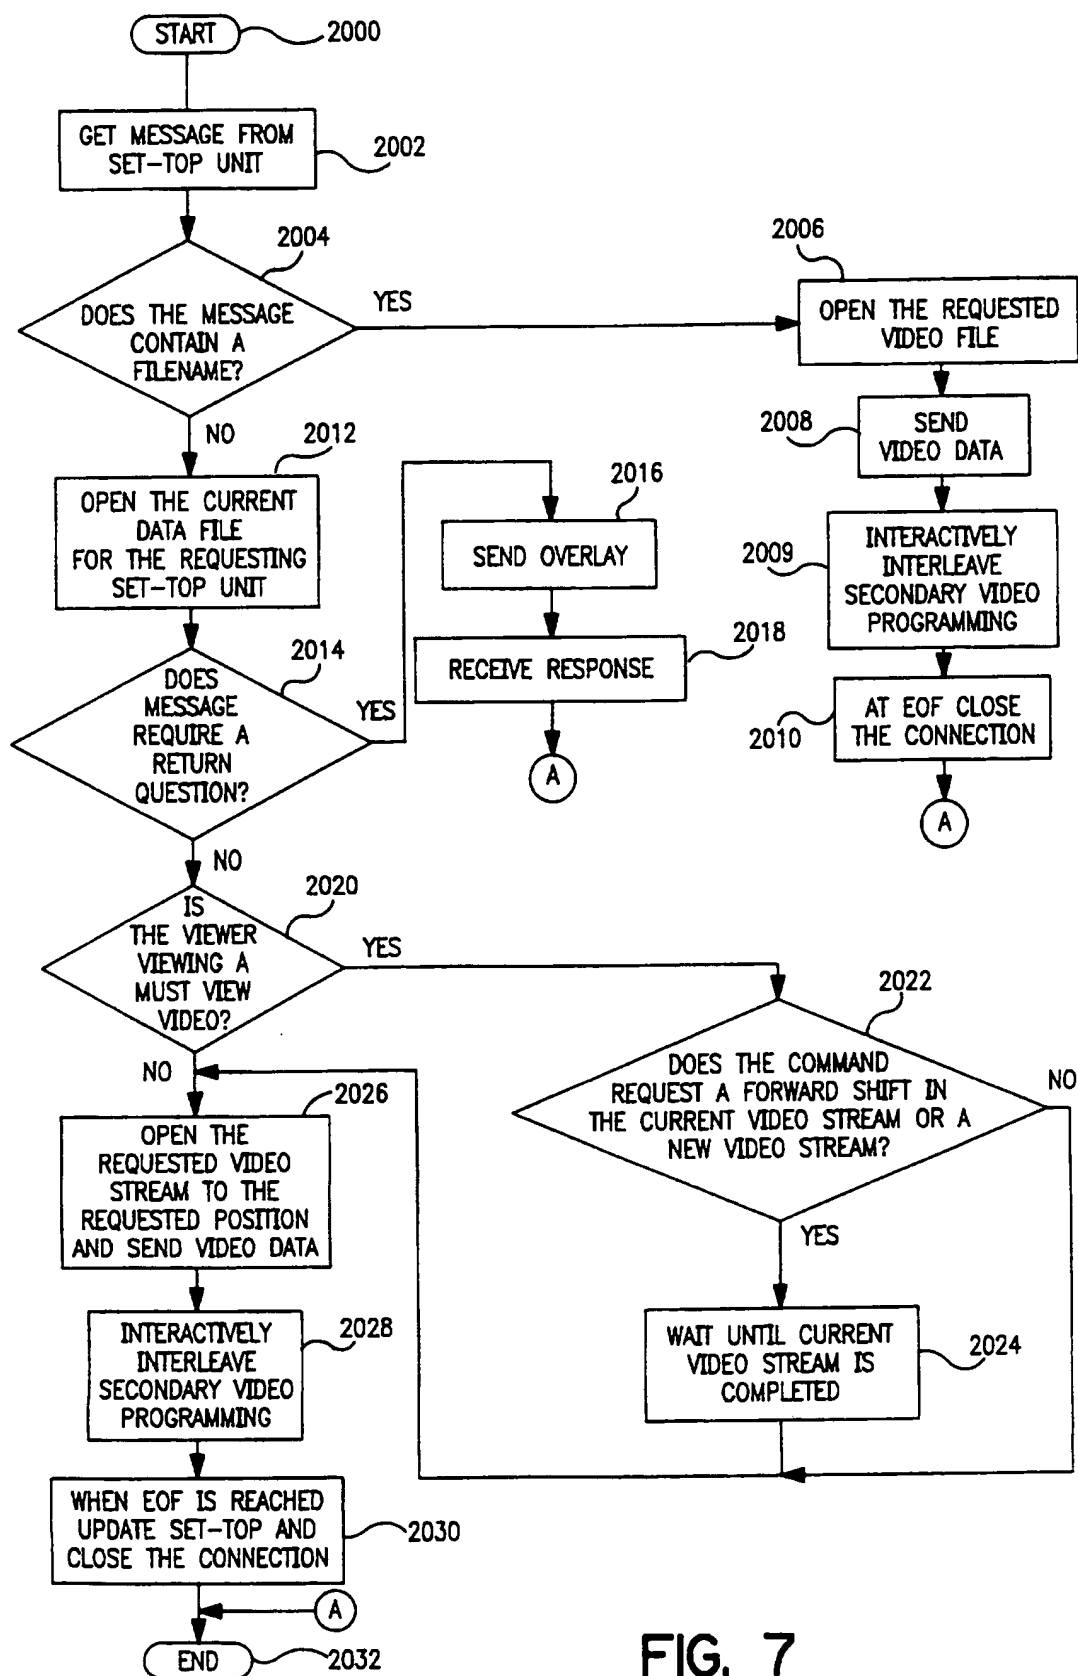 START
2000
GET MESSAGE FROM
SET-TOP UNIT
2002
2004
DOES THE MESSAGE
CONTAIN A
FILENAME?
YES
NO
2006
OPEN THE REQUESTED
VIDEO FILE
2008
SEND
VIDEO DATA
2009
INTERACTIVELY
INTERLEAVE
SECONDARY VIDEO
PROGRAMMING
2010
AT EOF CLOSE
THE CONNECTION
A
2012
OPEN THE CURRENT
DATA FILE
FOR THE REQUESTING
SET-TOP UNIT
2014
DOES
MESSAGE
REQUIRE A
RETURN
QUESTION?
YES
NO
2016
SEND OVERLAY
2018
RECEIVE RESPONSE
A
2020
IS
THE VIEWER
VIEWING A
MUST VIEW
VIDEO?
YES
NO
2022
DOES THE COMMAND
REQUEST A FORWARD SHIFT IN
THE CURRENT VIDEO STREAM OR A
NEW VIDEO STREAM?
NO
YES
2024
WAIT UNTIL CURRENT
VIDEO STREAM IS
COMPLETED
2026
OPEN THE
REQUESTED VIDEO
STREAM TO THE
REQUESTED POSITION
AND SEND VIDEO DATA
2028
INTERACTIVELY
INTERLEAVE
SECONDARY VIDEO
PROGRAMMING
2030
WHEN EOF IS REACHED
UPDATE SET-TOP AND
CLOSE THE CONNECTION
A
END
2032
FIG. 7